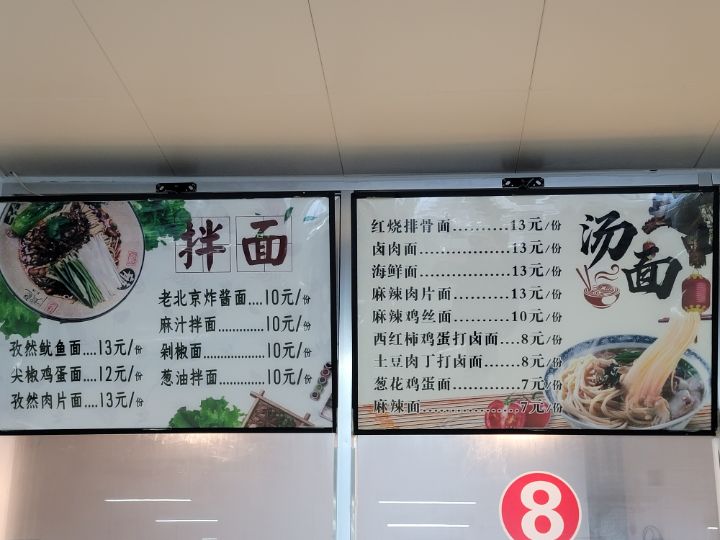 拌面
老北京炸酱面....10元/份
麻汁拌面.............10元/份
剁椒面................10元/份
葱油拌面.............10元/份
孜然鱿鱼面....13元/份
尖椒鸡蛋面....12元/份
孜然肉片面....13元/份
汤面
红烧排骨面..........13元/份
卤肉面................13元/份
海鲜面................13元/份
麻辣肉片面..........13元/份
麻辣鸡丝面..........10元/份
西红柿鸡蛋打卤面....8元/份
土豆肉丁打卤面.......8元/份
葱花鸡蛋面............7元/份
麻辣面..................7元/份
8